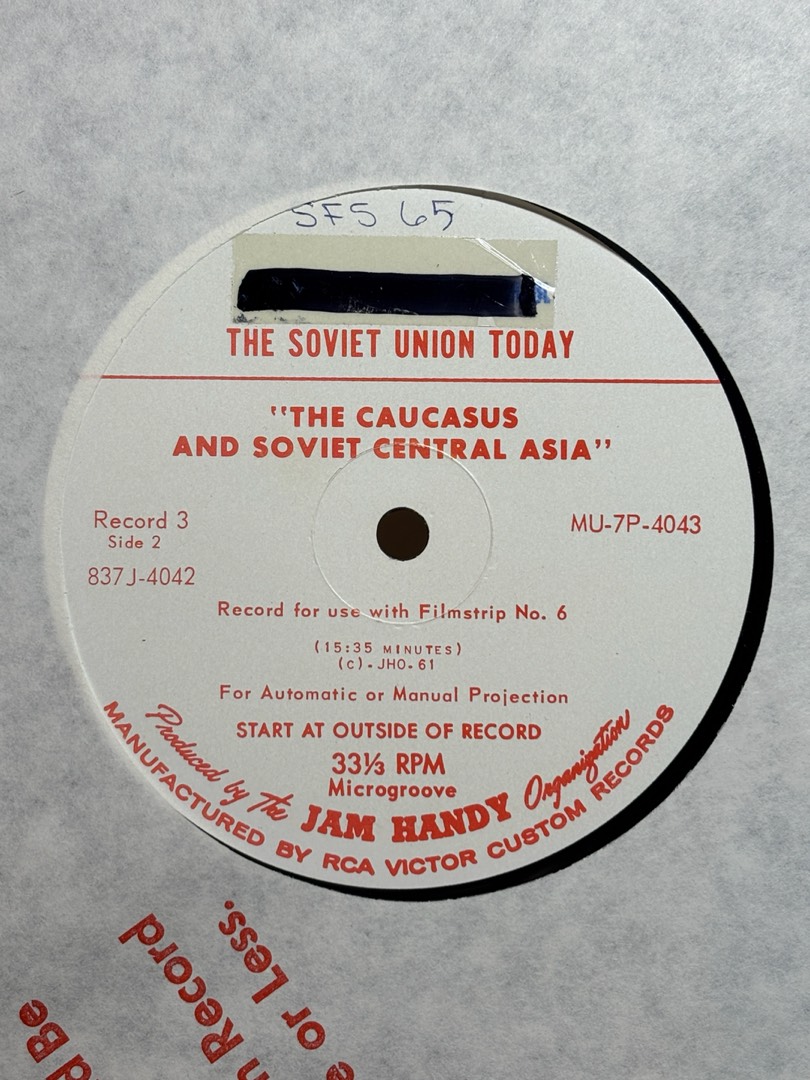 SFS 65
THE SOVIET UNION TODAY
"THE CAUCASUS
AND SOVIET CENTRAL ASIA"
Record 3
Side 2
837J-4042
MU-7P-4043
Record for use with Filmstrip No. 6
(15:35 MINUTES)
(c)-JHO-61
For Automatic or Manual Projection
START AT OUTSIDE OF RECORD
33⅓ RPM
Microgroove
Produced by The JAM HANDY Organization
MANUFACTURED BY RCA VICTOR CUSTOM RECORDS
d Be
n Record
e or Less.